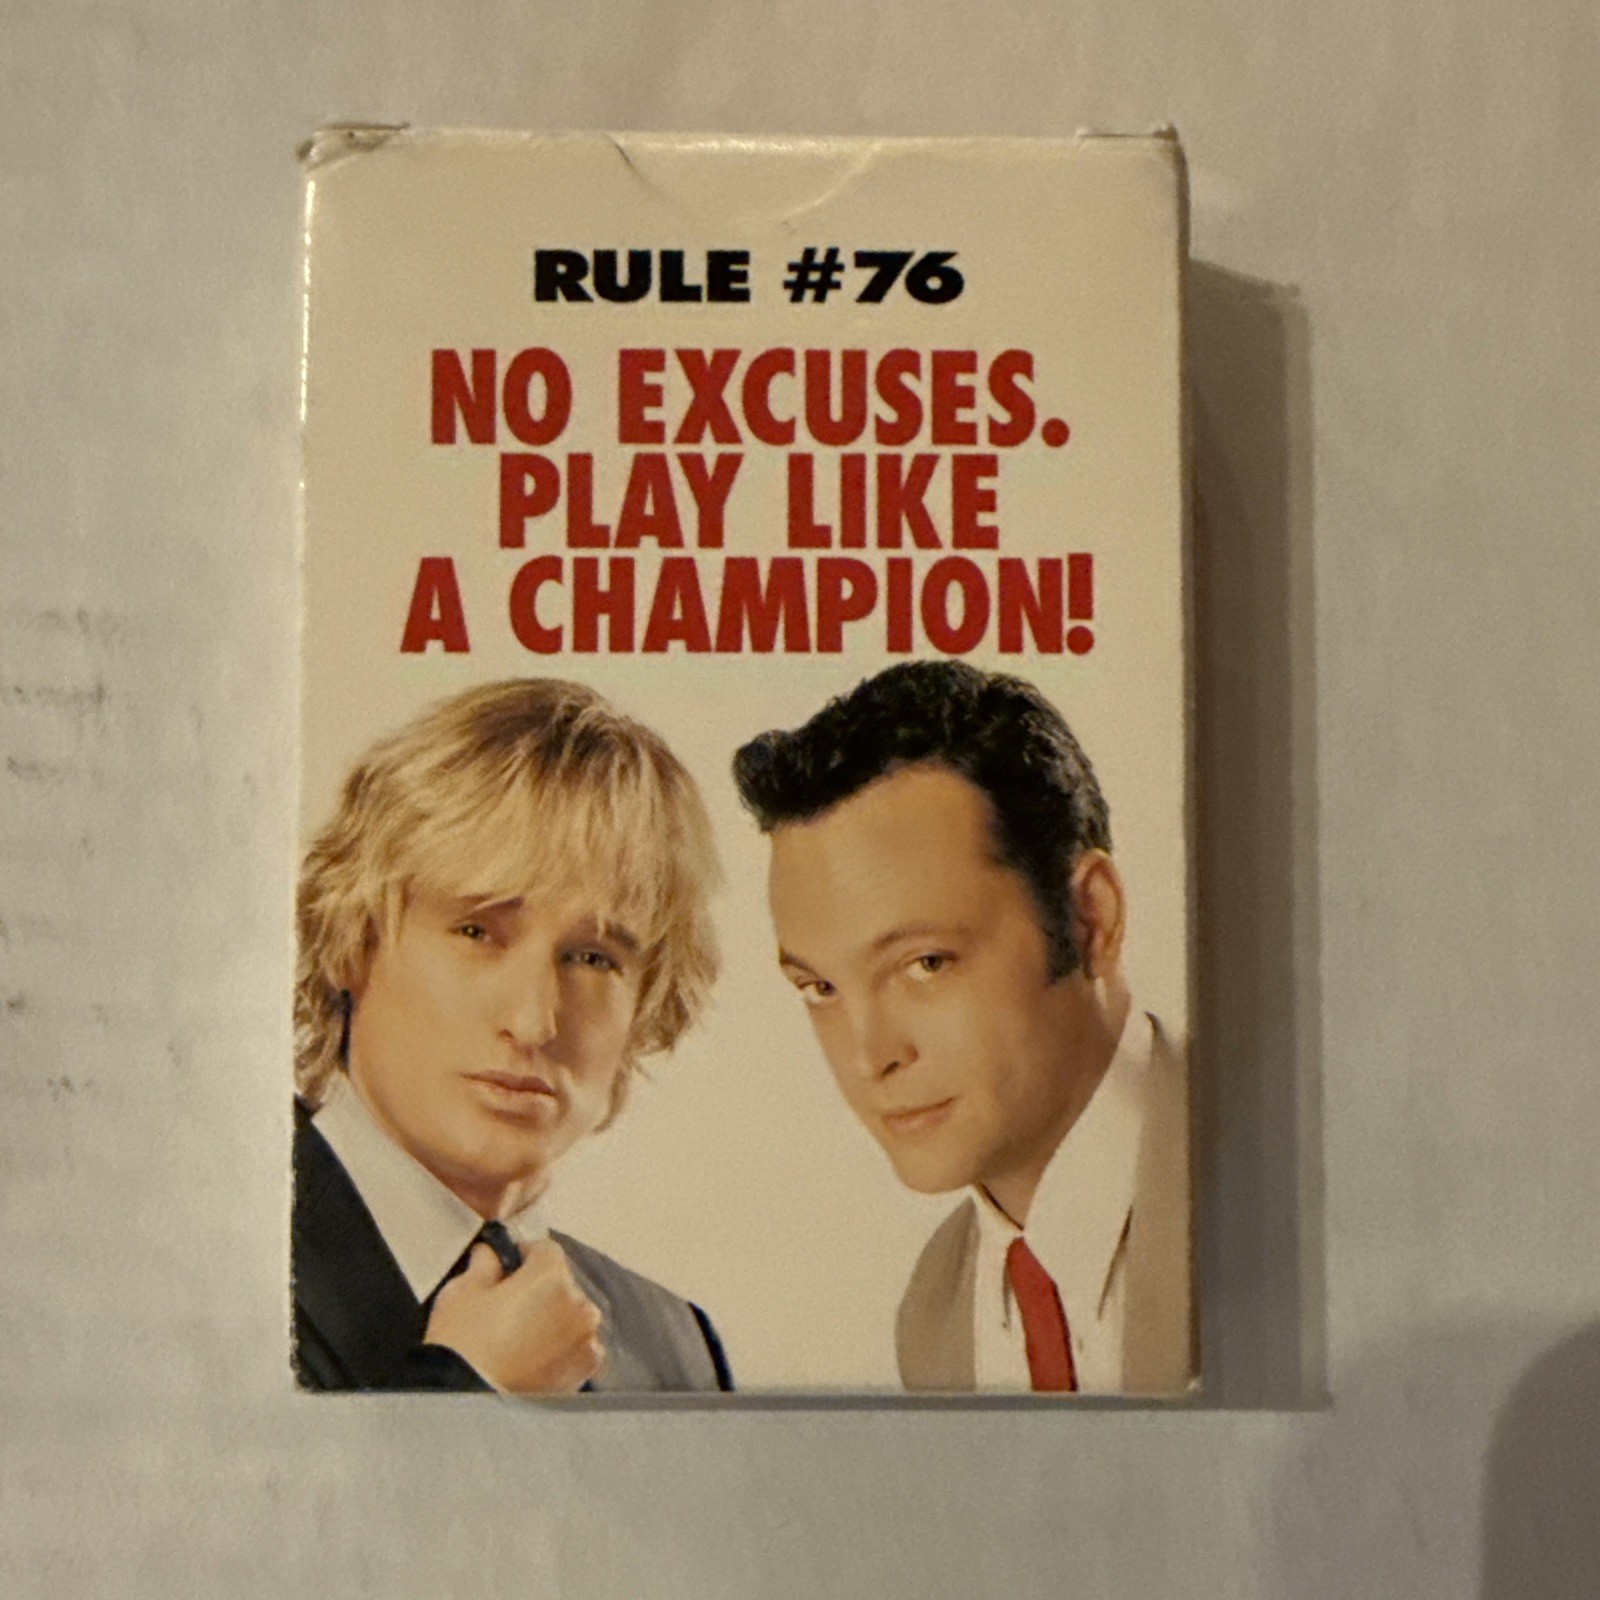 RULE #76
NO EXCUSES.
PLAY LIKE
A CHAMPION!